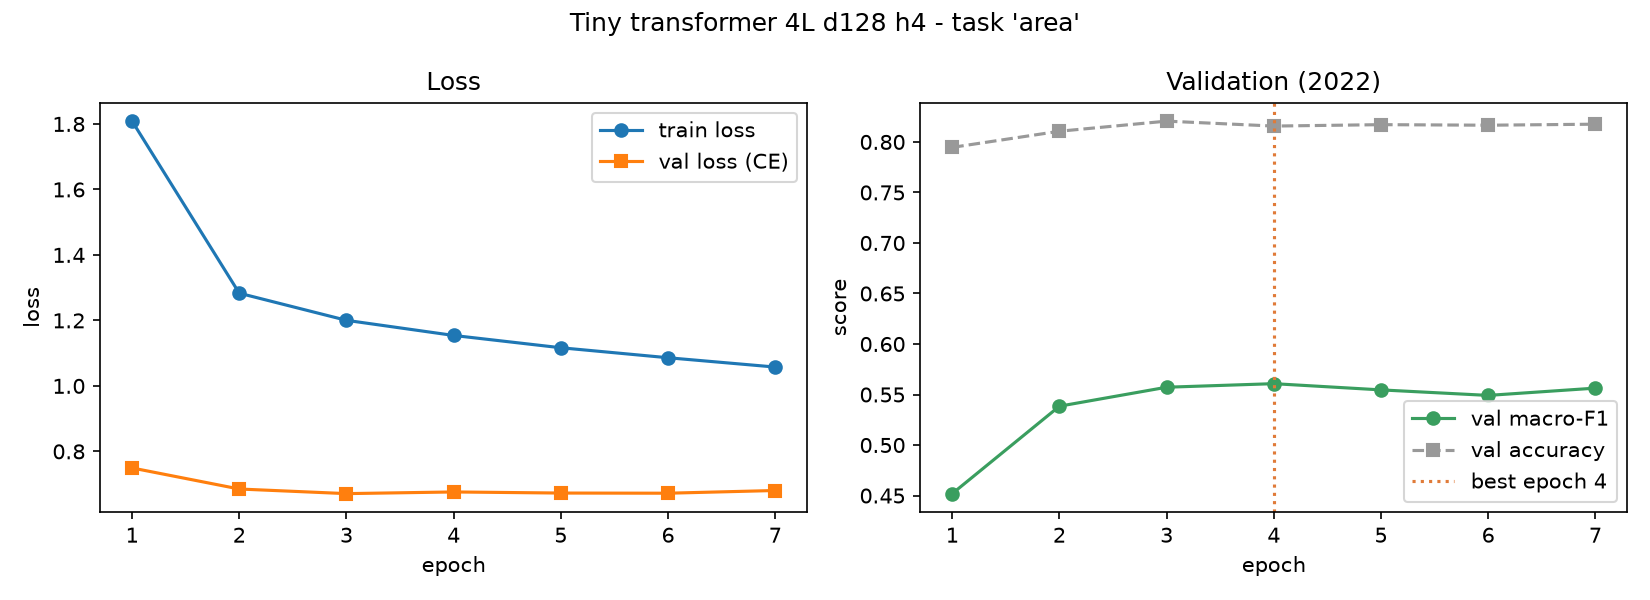 Tiny transformer 4L d128 h4 - task 'area'
Loss
1.8
1.6
1.4
1.2
1.0
0.8
loss
train loss
val loss (CE)
1 2 3 4 5 6 7
epoch
Validation (2022)
0.80
0.75
0.70
0.65
0.60
0.55
0.50
0.45
score
val macro-F1
val accuracy
best epoch 4
1 2 3 4 5 6 7
epoch